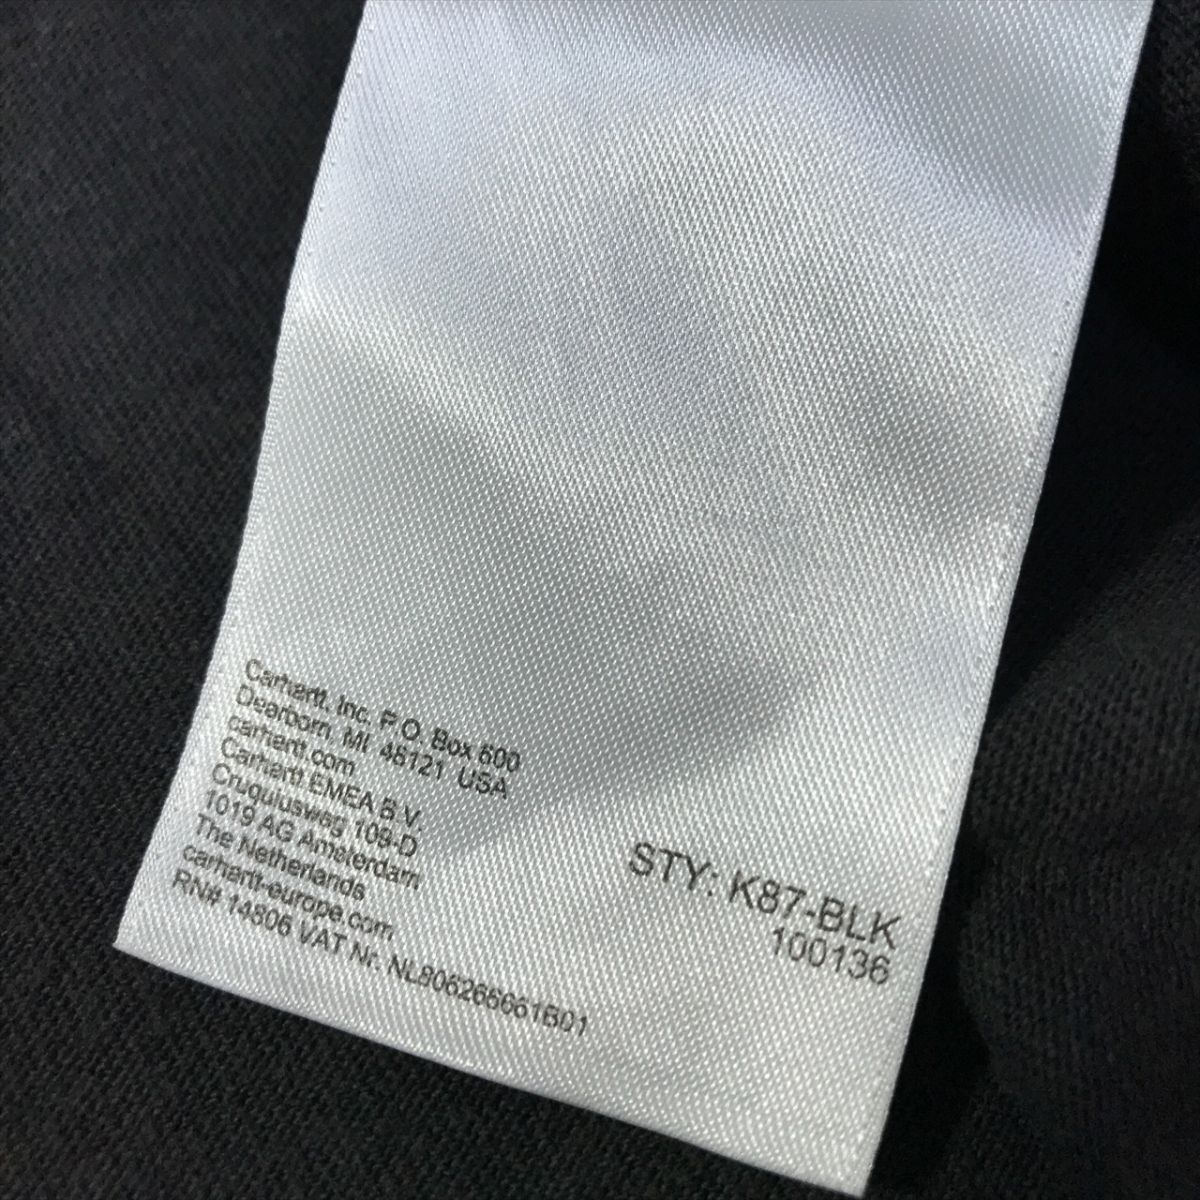 Carhartt, Inc. P.O. Box 600
Dearborn, MI 48121 USA
carhartt.com
Carhartt EMEA B.V.
Cruquiusweg 109-D
1019 AG Amsterdam
The Netherlands
carhartt-europe.com
RN# 14806 VAT Nr. NL806265661B01
STY: K87-BLK
100136